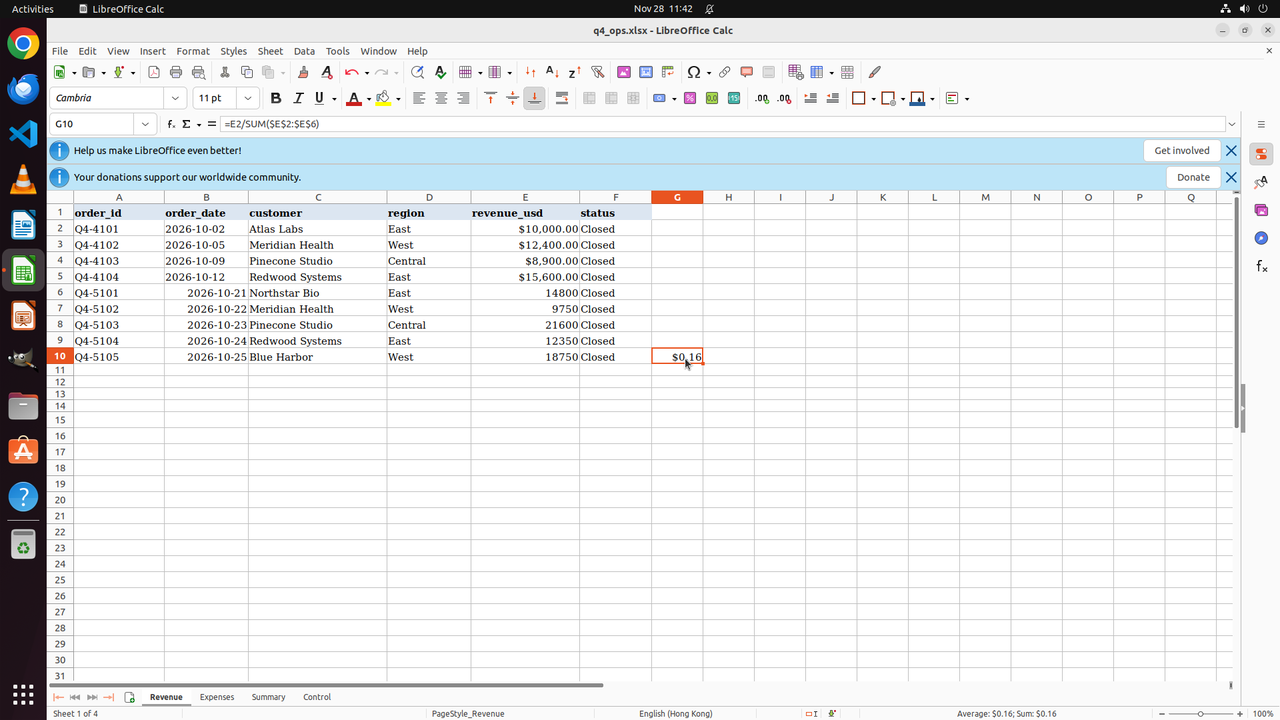 Activities LibreOffice Calc Nov 28 11:42
q4_ops.xlsx - LibreOffice Calc
File Edit View Insert Format Styles Sheet Data Tools Window Help
Cambria 11 pt
G10 =E2/SUM($E$2:$E$6)
Help us make LibreOffice even better! Get involved
Your donations support our worldwide community. Donate
A B C D E F G H I J K L M N O P Q
1 order_id order_date customer region revenue_usd status
2 Q4-4101 2026-10-02 Atlas Labs East $10,000.00 Closed
3 Q4-4102 2026-10-05 Meridian Health West $12,400.00 Closed
4 Q4-4103 2026-10-09 Pinecone Studio Central $8,900.00 Closed
5 Q4-4104 2026-10-12 Redwood Systems East $15,600.00 Closed
6 Q4-5101 2026-10-21 Northstar Bio East 14800 Closed
7 Q4-5102 2026-10-22 Meridian Health West 9750 Closed
8 Q4-5103 2026-10-23 Pinecone Studio Central 21600 Closed
9 Q4-5104 2026-10-24 Redwood Systems East 12350 Closed
10 Q4-5105 2026-10-25 Blue Harbor West 18750 Closed $0.16
11
12
13
14
15
16
17
18
19
20
21
22
23
24
25
26
27
28
29
30
31
Revenue Expenses Summary Control
Sheet 1 of 4 PageStyle_Revenue English (Hong Kong) Average: $0.16; Sum: $0.16 100%